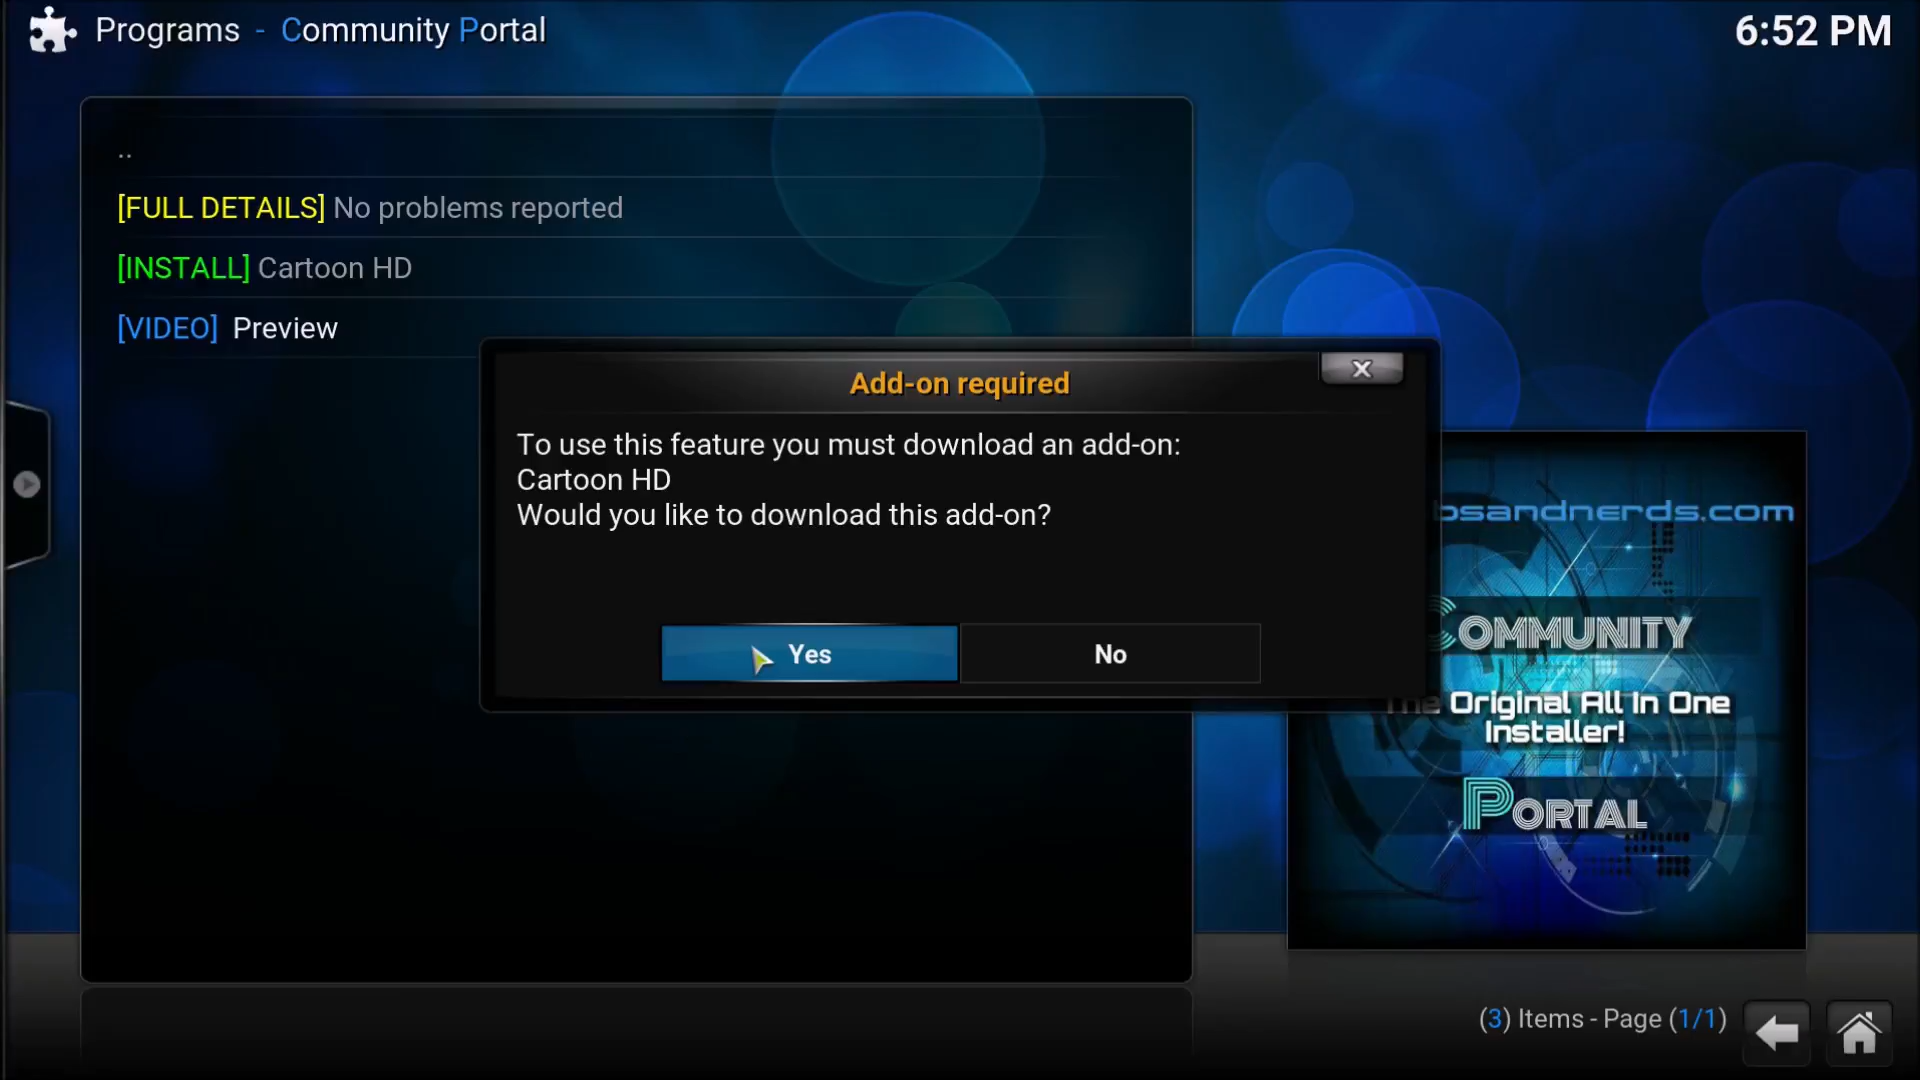 Programs - Community Portal
6:52 PM
..
[FULL DETAILS] No problems reported
[INSTALL] Cartoon HD
[VIDEO] Preview
Add-on required
X
To use this feature you must download an add-on:
Cartoon HD
Would you like to download this add-on?
Yes
No
bsandnerds.com
COMMUNITY
The Original All In One
Installer!
PORTAL
(3) Items - Page (1/1)